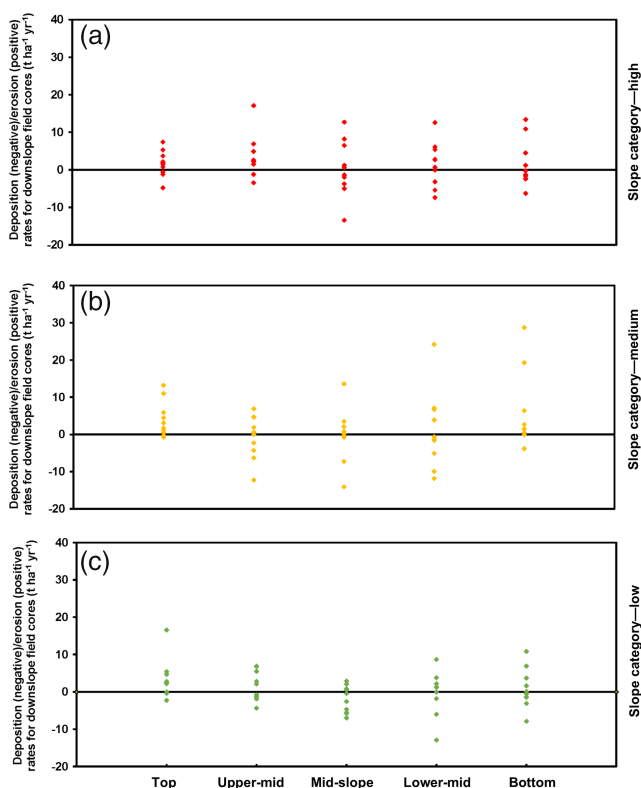 (a)
Deposition (negative)/erosion (positive)
rates for downslope field cores (t ha⁻¹ yr⁻¹)
40
30
20
10
0
-10
-20
Slope category—high
(b)
Deposition (negative)/erosion (positive)
rates for downslope field cores (t ha⁻¹ yr⁻¹)
40
30
20
10
0
-10
-20
Slope category—medium
(c)
Deposition (negative)/erosion (positive)
rates for downslope field cores (t ha⁻¹ yr⁻¹)
40
30
20
10
0
-10
-20
Slope category—low
Top Upper-mid Mid-slope Lower-mid Bottom